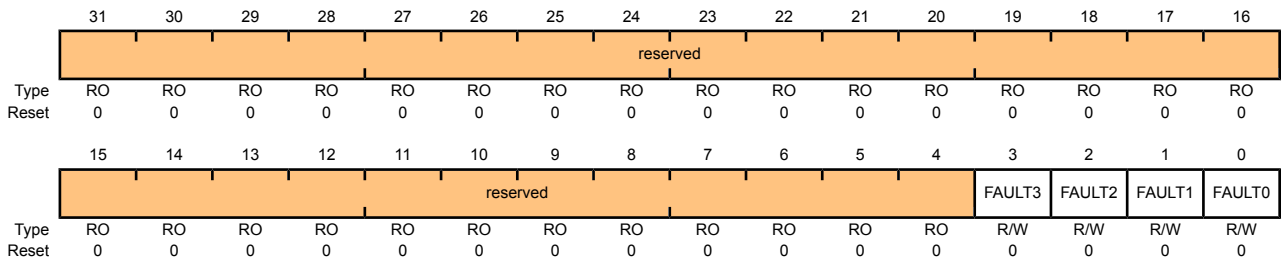 31 30 29 28 27 26 25 24 23 22 21 20 19 18 17 16
reserved
Type RO RO RO RO RO RO RO RO RO RO RO RO RO RO RO RO
Reset 0 0 0 0 0 0 0 0 0 0 0 0 0 0 0 0
15 14 13 12 11 10 9 8 7 6 5 4 3 2 1 0
reserved FAULT3 FAULT2 FAULT1 FAULT0
Type RO RO RO RO RO RO RO RO RO RO RO RO R/W R/W R/W R/W
Reset 0 0 0 0 0 0 0 0 0 0 0 0 0 0 0 0